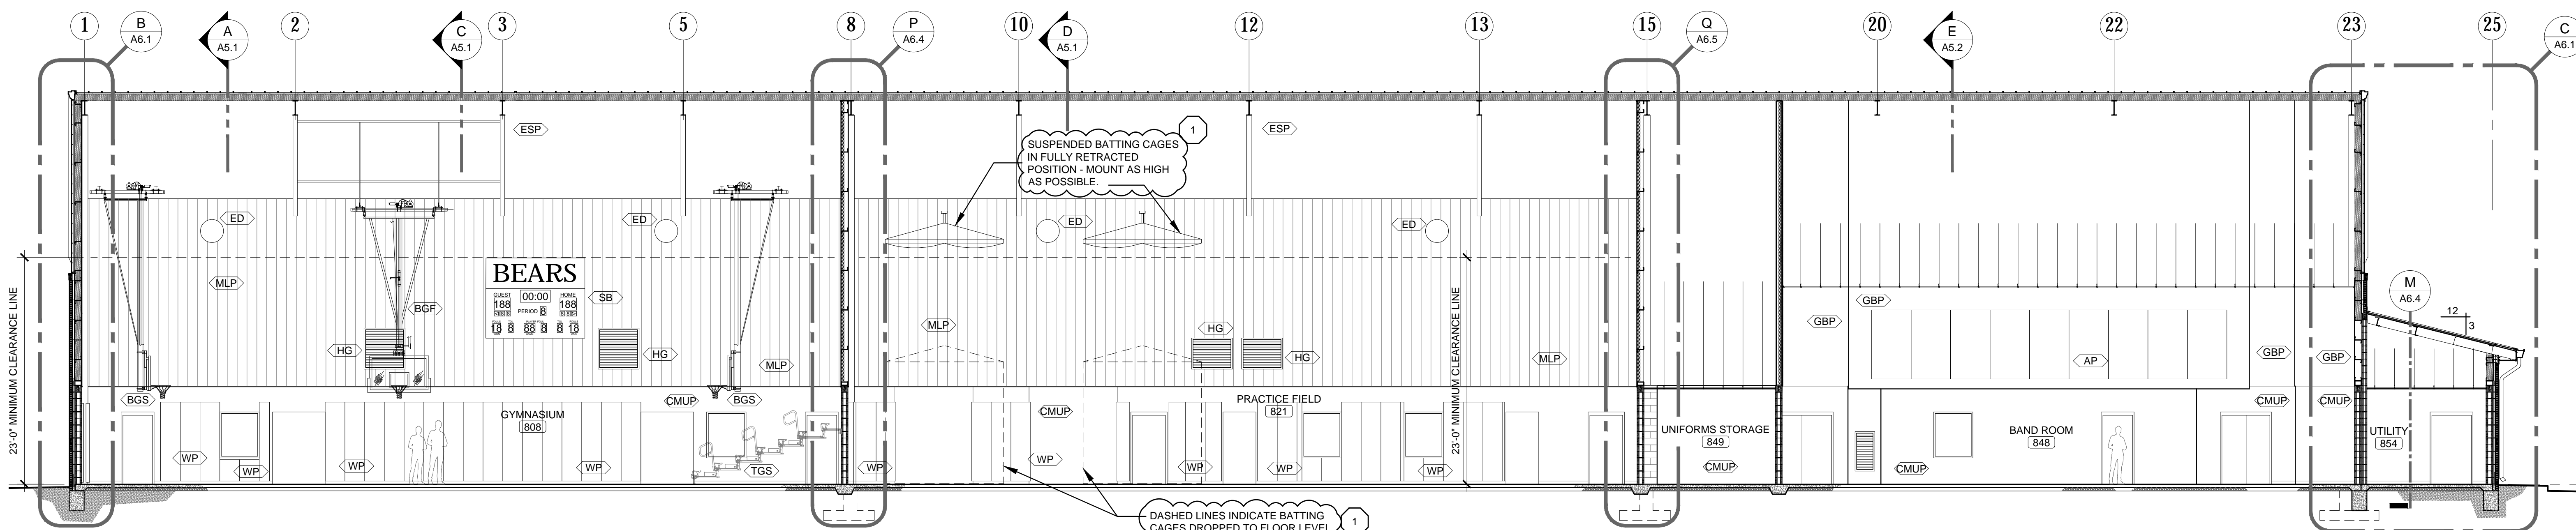 1
B
A6.1
A
A5.1
2
C
A5.1
3
5
8
P
A6.4
10
D
A5.1
12
13
15
Q
A6.5
20
E
A5.2
22
23
25
C
A6.1
ESP
ESP
1
SUSPENDED BATTING CAGES
IN FULLY RETRACTED
POSITION - MOUNT AS HIGH
AS POSSIBLE.
ED
ED
ED
ED
MLP
BGF
BEARS
GUEST
00:00
HOME
188
188
PERIOD 8
18 8 88 8 8 18
SB
HG
HG
MLP
MLP
HG
HG
MLP
GBP
GBP
AP
GBP
GBP
M
A6.4
12
3
23'-0" MINIMUM CLEARANCE LINE
23'-0" MINIMUM CLEARANCE LINE
BGS
GYMNASIUM
808
CMUP
BGS
CMUP
PRACTICE FIELD
821
UNIFORMS STORAGE
849
CMUP
BAND ROOM
848
CMUP
CMUP
CMUP
UTILITY
854
WP
WP
WP
WP
TGS
WP
WP
WP
WP
WP
DASHED LINES INDICATE BATTING
CAGES DROPPED TO FLOOR LEVEL
1